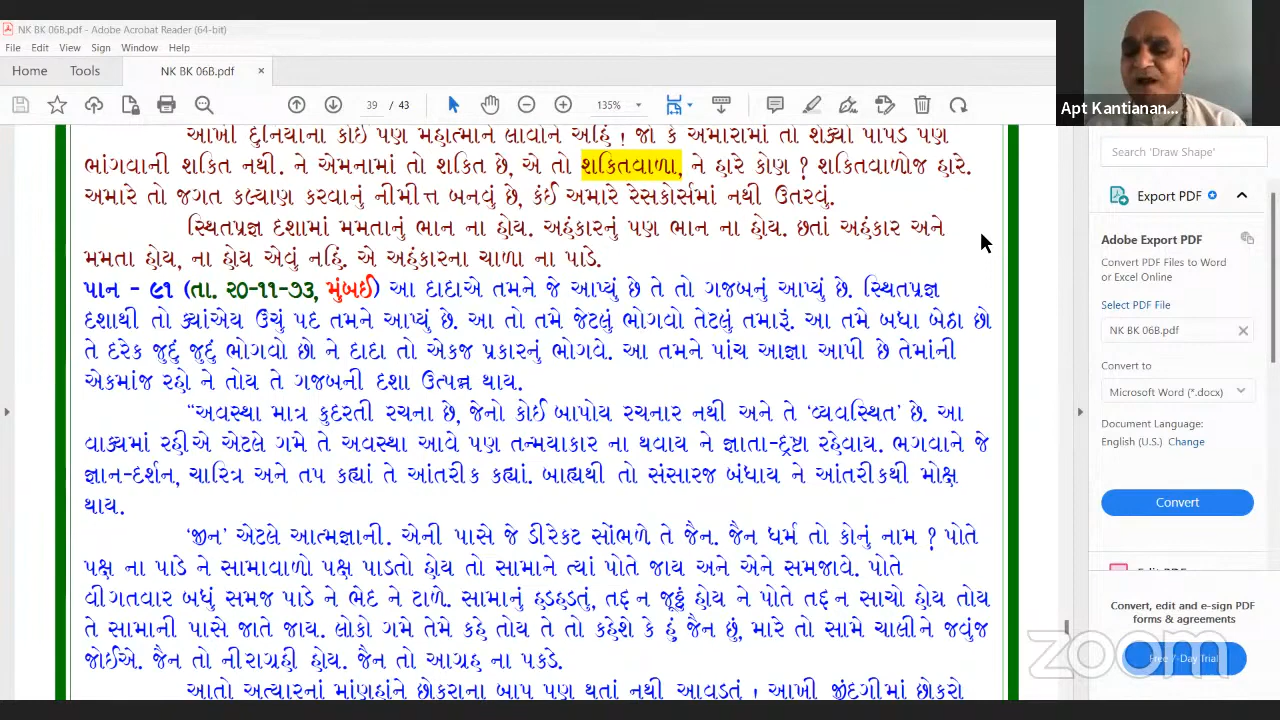 NK BK 06B.pdf - Adobe Acrobat Reader (64-bit)
File Edit View Sign Window Help
Home Tools NK BK 06B.pdf ×
39 / 43 135%
આખી દુનિયાના કોઈ પણ મહાત્માને લાવોને અહિં ! જો કે અમારામાં તો શેક્યો પાપડ પણ
ભાંગવાની શકિત નથી. ને એમનામાં તો શકિત છે, એ તો શકિતવાળા, ને હારે કોણ ? શકિતવાળોજ હારે.
અમારે તો જગત કલ્યાણ કરવાનું નીમીત્ત બનવું છે, કંઈ અમારે રેસકોર્સમાં નથી ઉતરવું.
સ્થિતપ્રજ્ઞ દશામાં મમતાનું ભાન ના હોય. અહંકારનું પણ ભાન ના હોય. છતાં અહંકાર અને
મમતા હોય, ના હોય એવું નહિં. એ અહંકારના ચાળા ના પાડે.
પાન - ૯૧ (તા. ૨૦-૧૧-૭૩, મુંબઈ) આ દાદાએ તમને જે આપ્યું છે તે તો ગજબનું આપ્યું છે. સ્થિતપ્રજ્ઞ
દશાથી તો ક્યાંએય ઉચું પદ તમને આપ્યું છે. આ તો તમે જેટલું ભોગવો તેટલું તમારૂં. આ તમે બધા બેઠા છો
તે દરેક જુદું જુદું ભોગવો છો ને દાદા તો એકજ પ્રકારનું ભોગવે. આ તમને પાંચ આજ્ઞા આપી છે તેમાંની
એકમાંજ રહો ને તોય તે ગજબની દશા ઉત્પન્ન થાય.
“અવસ્થા માત્ર કુદરતી રચના છે, જેનો કોઈ બાપોય રચનાર નથી અને તે ‘વ્યવસ્થિત’ છે. આ
વાક્યમાં રહીએ એટલે ગમે તે અવસ્થા આવે પણ તન્મયાકાર ના થવાય ને જ્ઞાતા-દ્રષ્ટા રહેવાય. ભગવાને જે
જ્ઞાન-દર્શન, ચારિત્ર અને તપ કહ્યાં તે આંતરીક કહ્યાં. બાહ્યથી તો સંસારજ બંધાય ને આંતરીકથી મોક્ષ
થાય.
‘જીન’ એટલે આત્મજ્ઞાની. એની પાસે જે ડીરેકટ સોંભળે તે જૈન. જૈન ધર્મ તો કોનું નામ ? પોતે
પક્ષ ના પાડે ને સામાવાળો પક્ષ પાડતો હોય તો સામાને ત્યાં પોતે જાય અને એને સમજાવે. પોતે
વીગતવાર બધું સમજ પાડે ને ભેદ ને ટાળે. સામાનું હડહડતું, તદ્દન જૂઠ્ઠું હોય ને પોતે તદ્દન સાચો હોય તોય
તે સામાની પાસે જાતે જાય. લોકો ગમે તેમ કહે તોય તે તો કહેશે કે હું જૈન છું, મારે તો સામે ચાલીને જવુંજ
જોઈએ. જૈન તો નીરાગ્રહી હોય. જૈન તો આગ્રહ ના પકડે.
આતો અત્યારનાં માંણહાંને છોકરાના બાપ પણ થતાં નથી આવડતું ! આખી જીંદગીમાં છોકરો
Apt Kantianan...
Search 'Draw Shape'
Export PDF
Adobe Export PDF
Convert PDF Files to Word
or Excel Online
Select PDF File
NK BK 06B.pdf ×
Convert to
Microsoft Word (*.docx)
Document Language:
English (U.S.) Change
Convert
Convert, edit and e-sign PDF
forms & agreements
Free 7-Day Trial
zoom